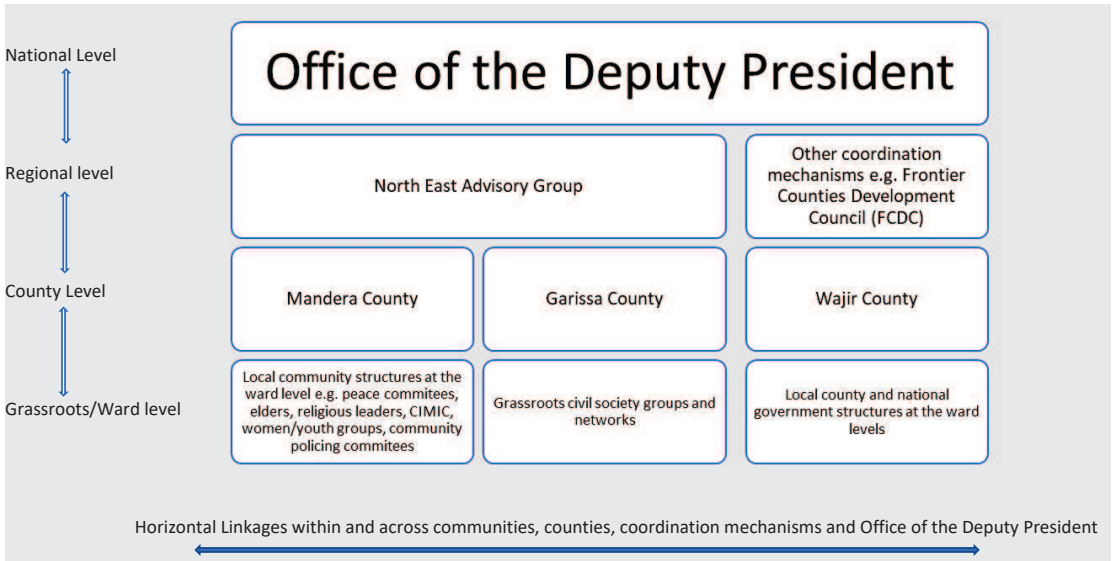 National Level
Office of the Deputy President
Regional level
North East Advisory Group
Other coordination
mechanisms e.g. Frontier
Counties Development
Council (FCDC)
County Level
Mandera County
Garissa County
Wajir County
Grassroots/Ward level
Local community structures at the
ward level e.g. peace commitees,
elders, religious leaders, CIMIC,
women/youth groups, community
policing commitees
Grassroots civil society groups and
networks
Local county and national
government structures at the ward
levels
Horizontal Linkages within and across communities, counties, coordination mechanisms and Office of the Deputy President